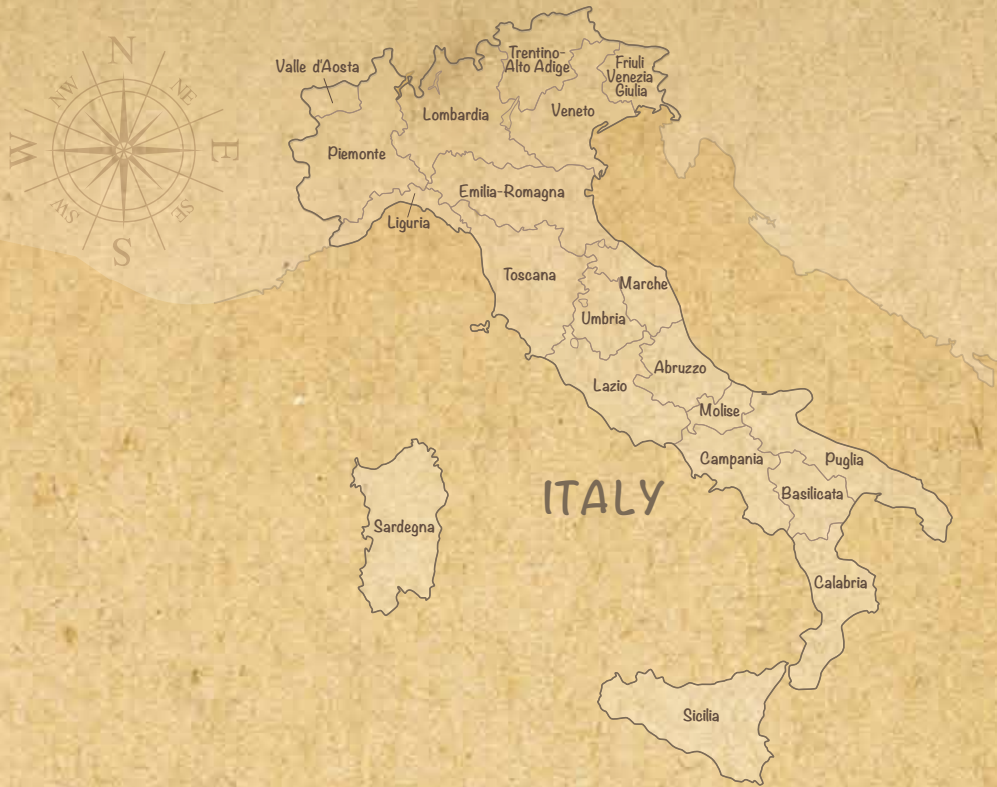 N
NE
E
SE
S
SW
W
NW
Valle d'Aosta
Piemonte
Liguria
Lombardia
Trentino-
Alto Adige
Friuli
Venezia
Giulia
Veneto
Emilia-Romagna
Toscana
Marche
Umbria
Lazio
Abruzzo
Molise
Campania
Puglia
Basilicata
ITALY
Sardegna
Calabria
Sicilia